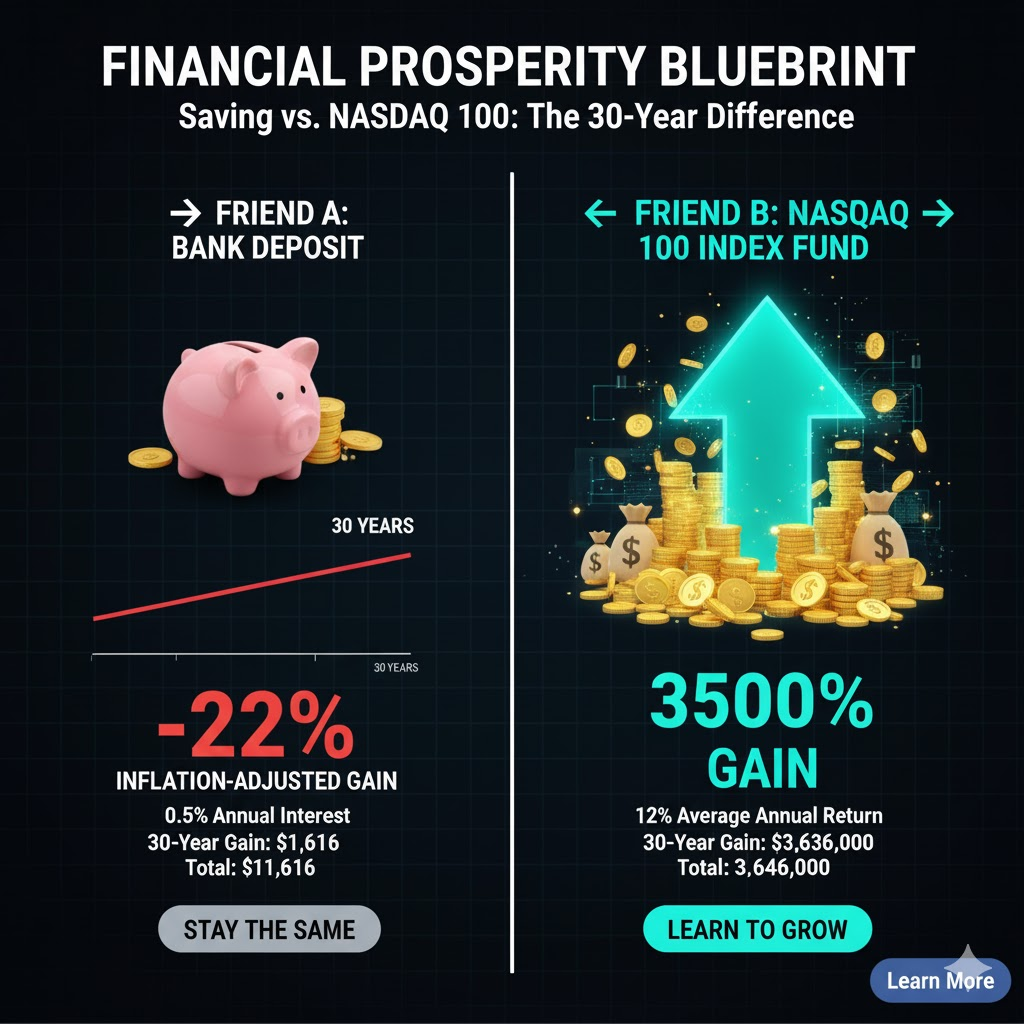 FINANCIAL PROSPERITY BLUEBRINT
Saving vs. NASDAQ 100: The 30-Year Difference
→ FRIEND A:
BANK DEPOSIT
30 YEARS
30 YEARS
-22%
INFLATION-ADJUSTED GAIN
0.5% Annual Interest
30-Year Gain: $1,616
Total: $11,616
STAY THE SAME
← FRIEND B: NASQAQ →
100 INDEX FUND
$
$
$
3500%
GAIN
12% Average Annual Return
30-Year Gain: $3,636,000
Total: 3,646,000
LEARN TO GROW
Learn More